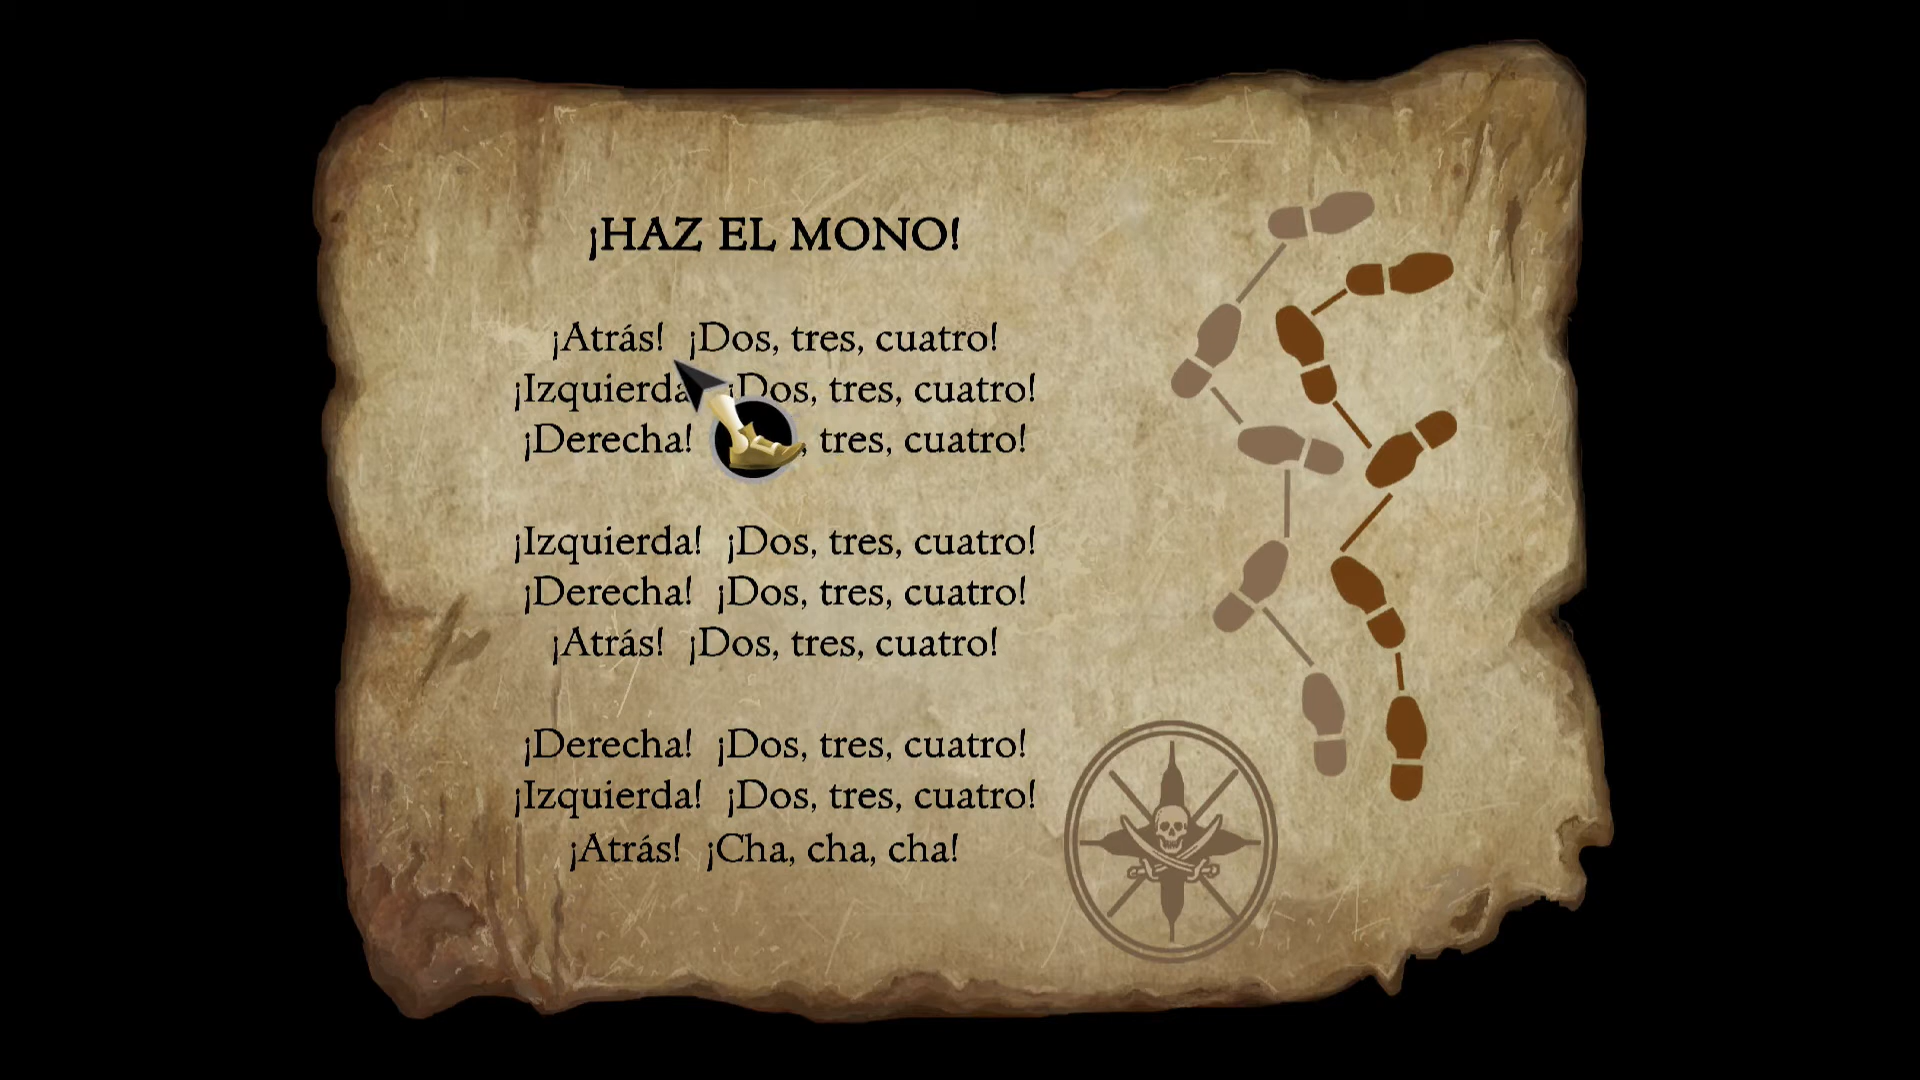 ¡HAZ EL MONO!
¡Atrás! ¡Dos, tres, cuatro!
¡Izquierda ¡Dos, tres, cuatro!
¡Derecha! tres, cuatro!
¡Izquierda! ¡Dos, tres, cuatro!
¡Derecha! ¡Dos, tres, cuatro!
¡Atrás! ¡Dos, tres, cuatro!
¡Derecha! ¡Dos, tres, cuatro!
¡Izquierda! ¡Dos, tres, cuatro!
¡Atrás! ¡Cha, cha, cha!